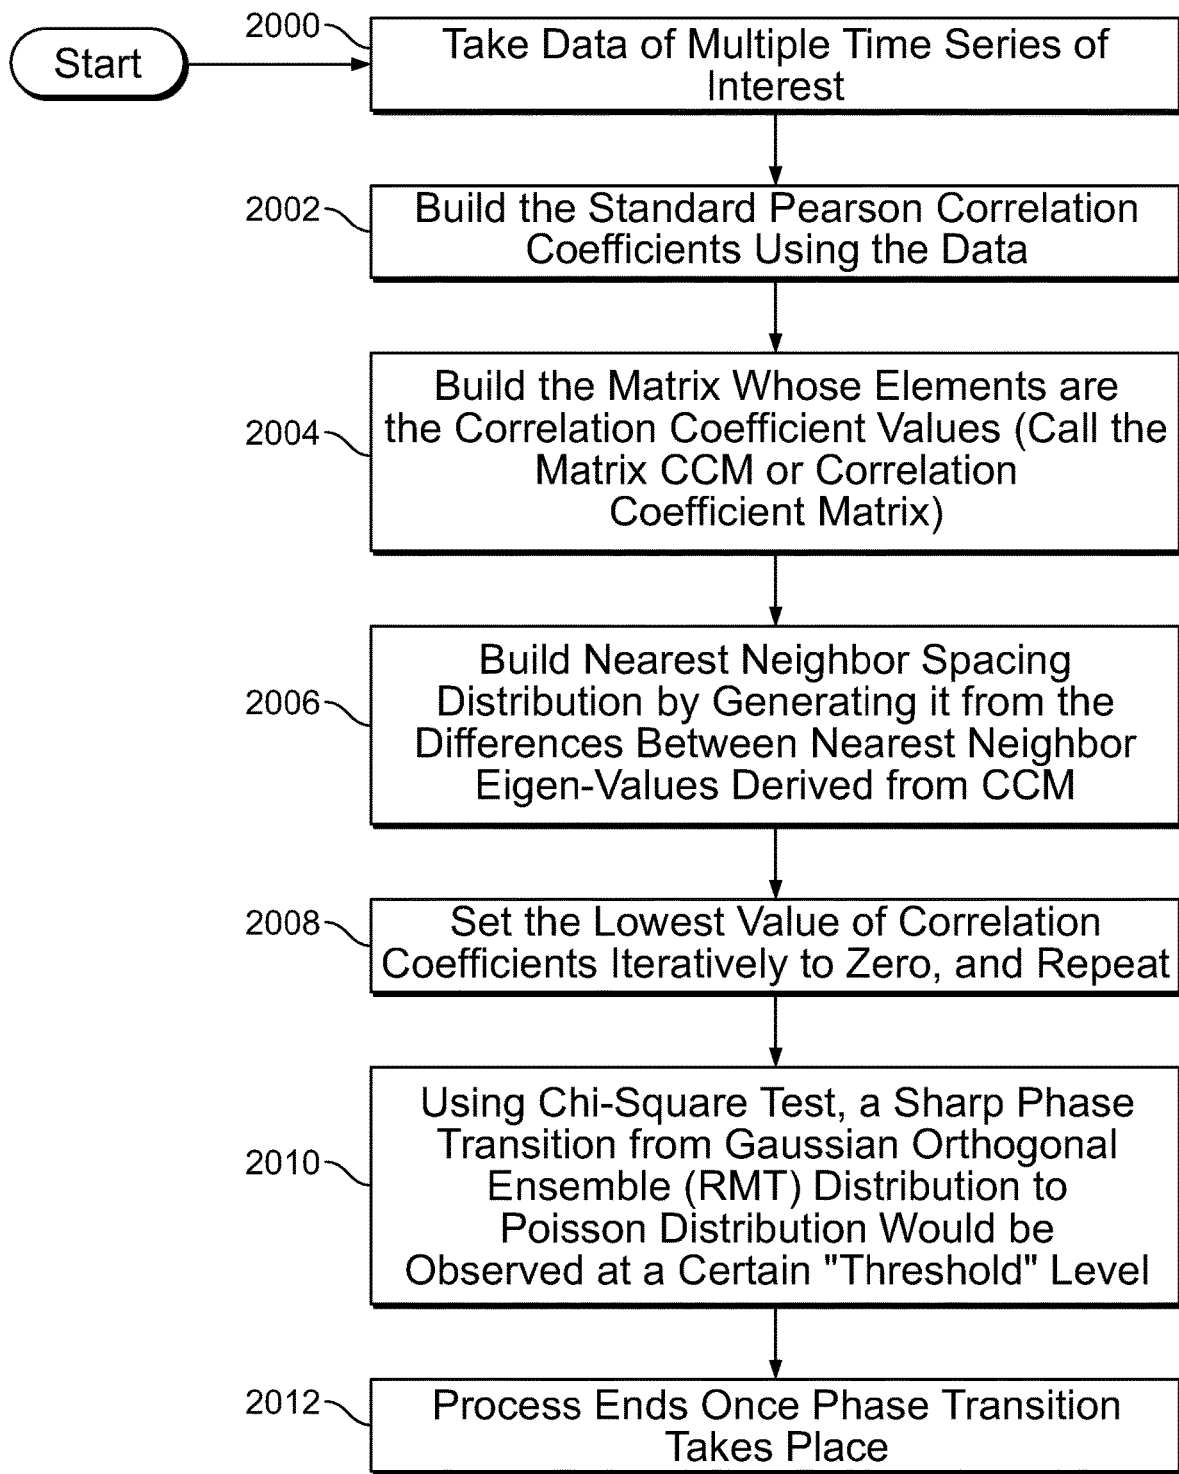 Start
2000
Take Data of Multiple Time Series of
Interest
2002
Build the Standard Pearson Correlation
Coefficients Using the Data
2004
Build the Matrix Whose Elements are
the Correlation Coefficient Values (Call the
Matrix CCM or Correlation
Coefficient Matrix)
2006
Build Nearest Neighbor Spacing
Distribution by Generating it from the
Differences Between Nearest Neighbor
Eigen-Values Derived from CCM
2008
Set the Lowest Value of Correlation
Coefficients Iteratively to Zero, and Repeat
2010
Using Chi-Square Test, a Sharp Phase
Transition from Gaussian Orthogonal
Ensemble (RMT) Distribution to
Poisson Distribution Would be
Observed at a Certain "Threshold" Level
2012
Process Ends Once Phase Transition
Takes Place